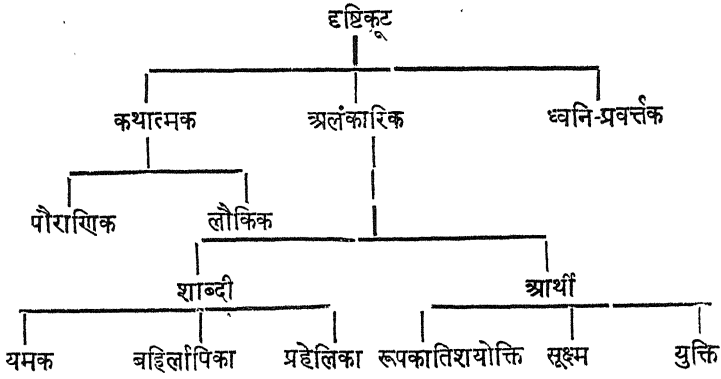 दृष्टिकूट
कथात्मक अलंकारिक ध्वनि-प्रवर्त्तक
पौराणिक लौकिक
शाब्दी आर्थी
यमक बहिर्लापिका प्रहेलिका रूपकातिशयोक्ति सूक्ष्म युक्ति